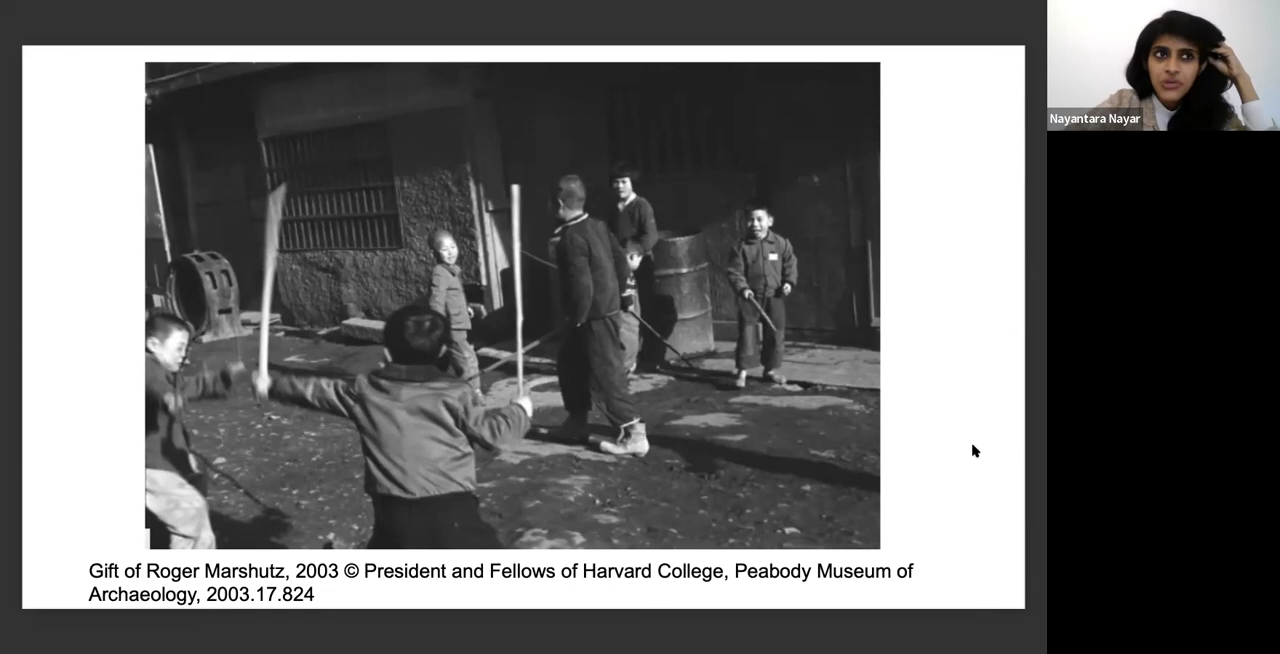 Nayantara Nayar
Gift of Roger Marshutz, 2003 © President and Fellows of Harvard College, Peabody Museum of
Archaeology, 2003.17.824